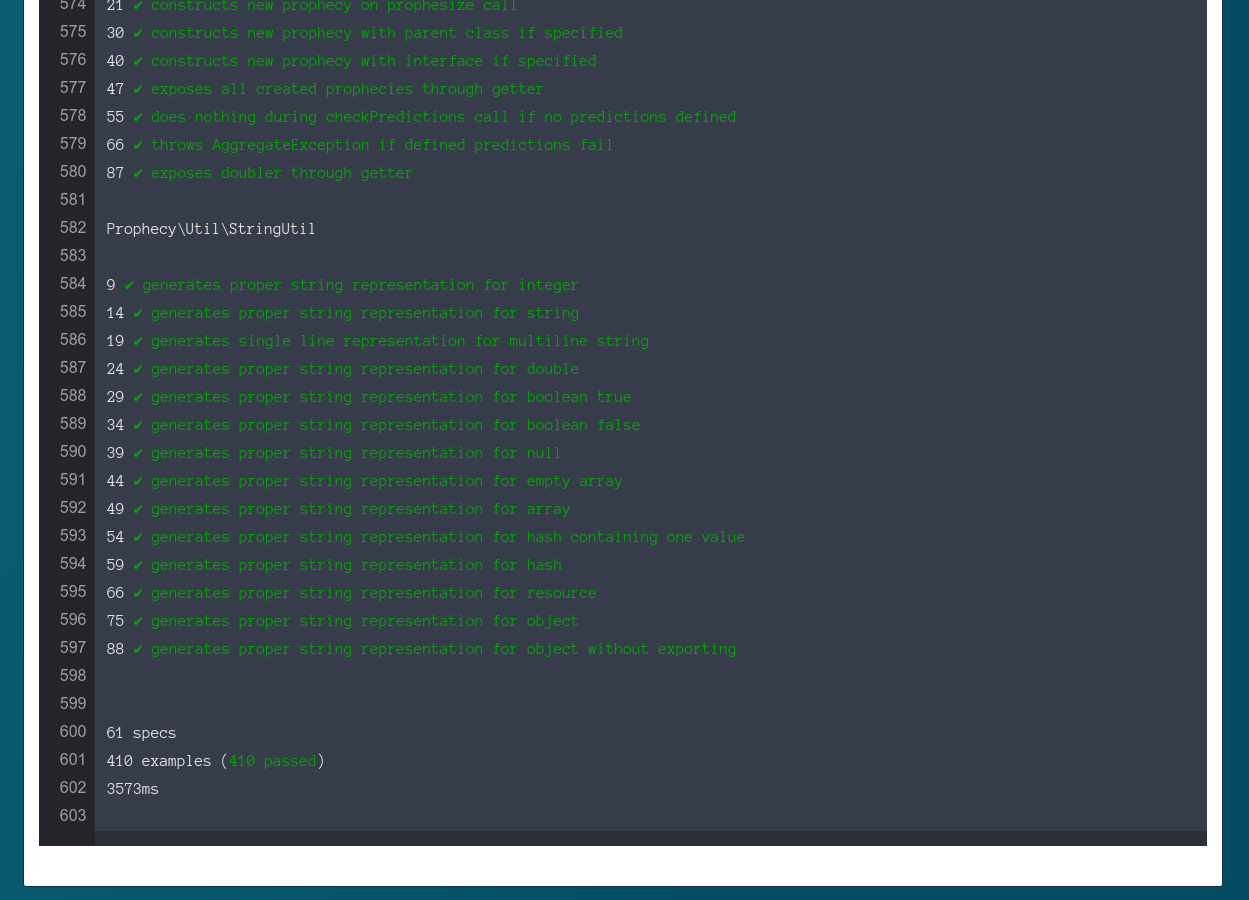 574 21 ✔ constructs new prophecy on prophesize call
575 30 ✔ constructs new prophecy with parent class if specified
576 40 ✔ constructs new prophecy with interface if specified
577 47 ✔ exposes all created prophecies through getter
578 55 ✔ does nothing during checkPredictions call if no predictions defined
579 66 ✔ throws AggregateException if defined predictions fail
580 87 ✔ exposes doubler through getter
581
582 Prophecy\Util\StringUtil
583
584 9 ✔ generates proper string representation for integer
585 14 ✔ generates proper string representation for string
586 19 ✔ generates single line representation for multiline string
587 24 ✔ generates proper string representation for double
588 29 ✔ generates proper string representation for boolean true
589 34 ✔ generates proper string representation for boolean false
590 39 ✔ generates proper string representation for null
591 44 ✔ generates proper string representation for empty array
592 49 ✔ generates proper string representation for array
593 54 ✔ generates proper string representation for hash containing one value
594 59 ✔ generates proper string representation for hash
595 66 ✔ generates proper string representation for resource
596 75 ✔ generates proper string representation for object
597 88 ✔ generates proper string representation for object without exporting
598
599
600 61 specs
601 410 examples (410 passed)
602 3573ms
603